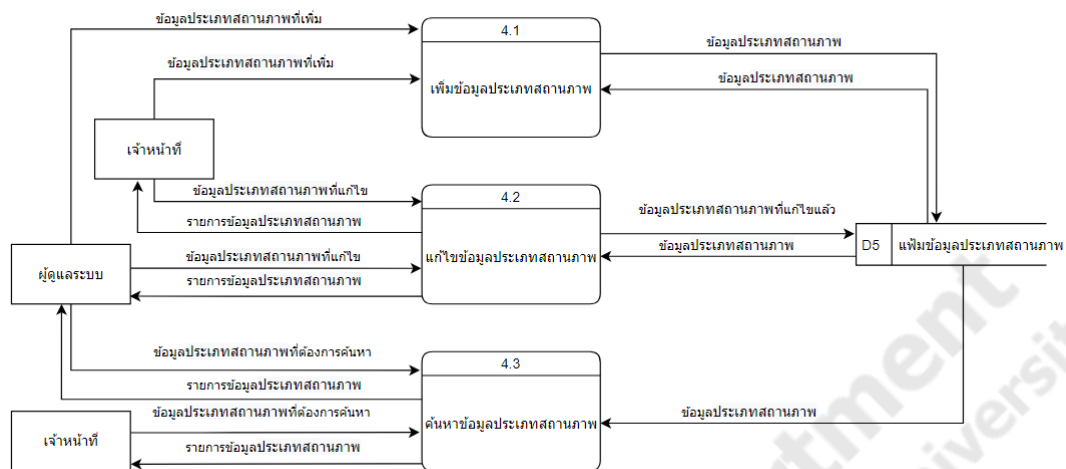 ข้อมูลประเภทสถานภาพที่เพิ่ม
4.1
ข้อมูลประเภทสถานภาพ
ข้อมูลประเภทสถานภาพที่เพิ่ม
ข้อมูลประเภทสถานภาพ
เพิ่มข้อมูลประเภทสถานภาพ
เจ้าหน้าที่
ข้อมูลประเภทสถานภาพที่แก้ไข
4.2
ข้อมูลประเภทสถานภาพที่แก้ไขแล้ว
รายการข้อมูลประเภทสถานภาพ
D5
แฟ้มข้อมูลประเภทสถานภาพ
ข้อมูลประเภทสถานภาพ
ข้อมูลประเภทสถานภาพที่แก้ไข
แก้ไขข้อมูลประเภทสถานภาพ
ผู้ดูแลระบบ
รายการข้อมูลประเภทสถานภาพ
ข้อมูลประเภทสถานภาพที่ต้องการค้นหา
4.3
รายการข้อมูลประเภทสถานภาพ
ข้อมูลประเภทสถานภาพที่ต้องการค้นหา
ข้อมูลประเภทสถานภาพ
ค้นหาข้อมูลประเภทสถานภาพ
เจ้าหน้าที่
รายการข้อมูลประเภทสถานภาพ